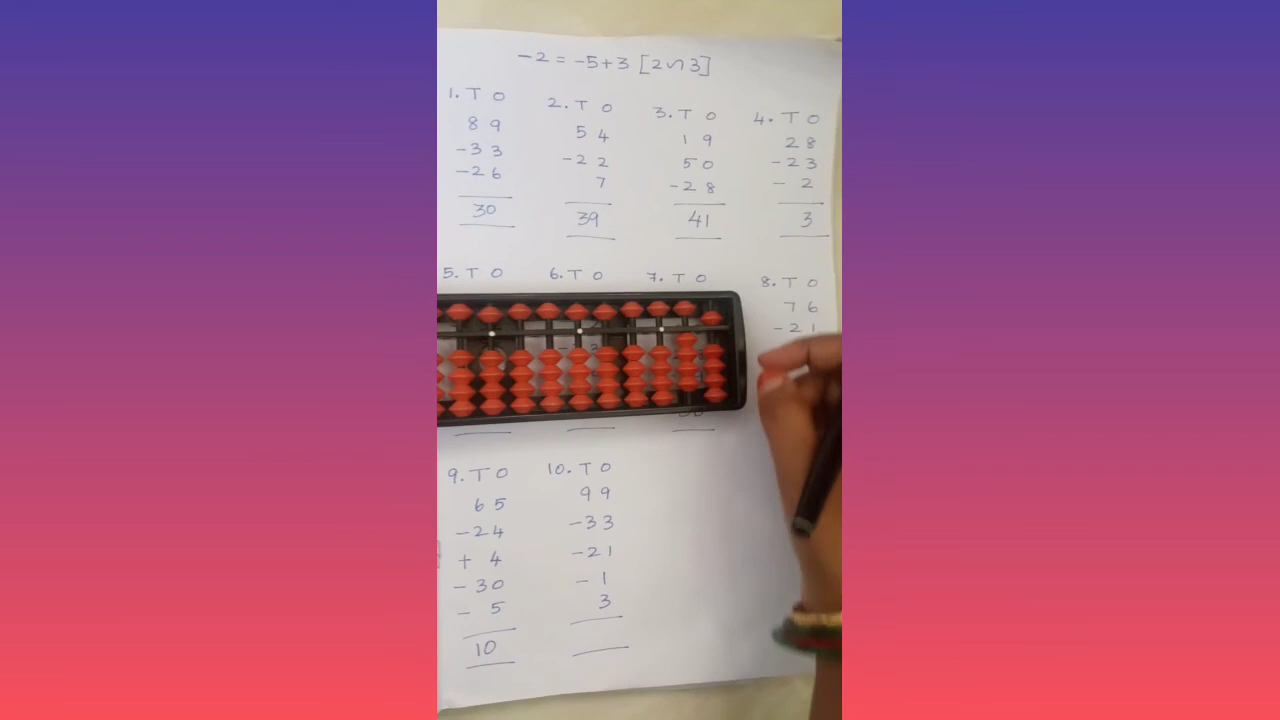 -2 = -5+3 [2 ∽ 3]
1. T O
8 9
-3 3
-2 6
30
2. T O
5 4
-2 2
7
39
3. T O
1 9
5 0
-2 8
41
4. T O
2 8
-2 3
- 2
3
5. T O
6. T O
7. T O
8. T O
7 6
-2 1
9. T O
6 5
-2 4
+ 4
-3 0
- 5
10
10. T O
9 9
-3 3
-2 1
- 1
3